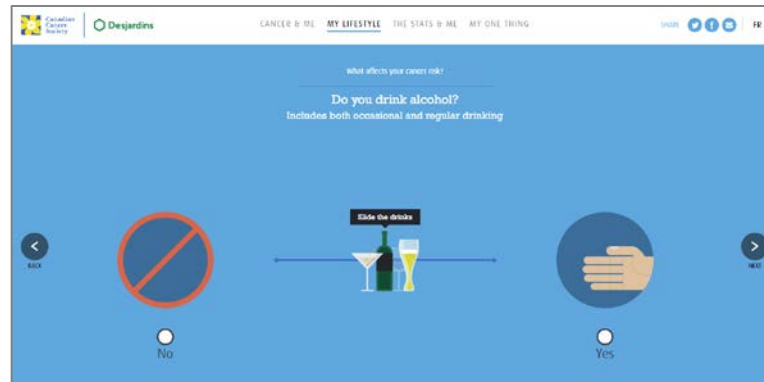 Canadian
Cancer
Society
Desjardins
CANCER & ME MY LIFESTYLE THE STATS & ME MY ONE THING
SHARE
FR
What affects your cancer risk?
Do you drink alcohol?
Includes both occasional and regular drinking
Slide the drinks
BACK
NEXT
No
Yes